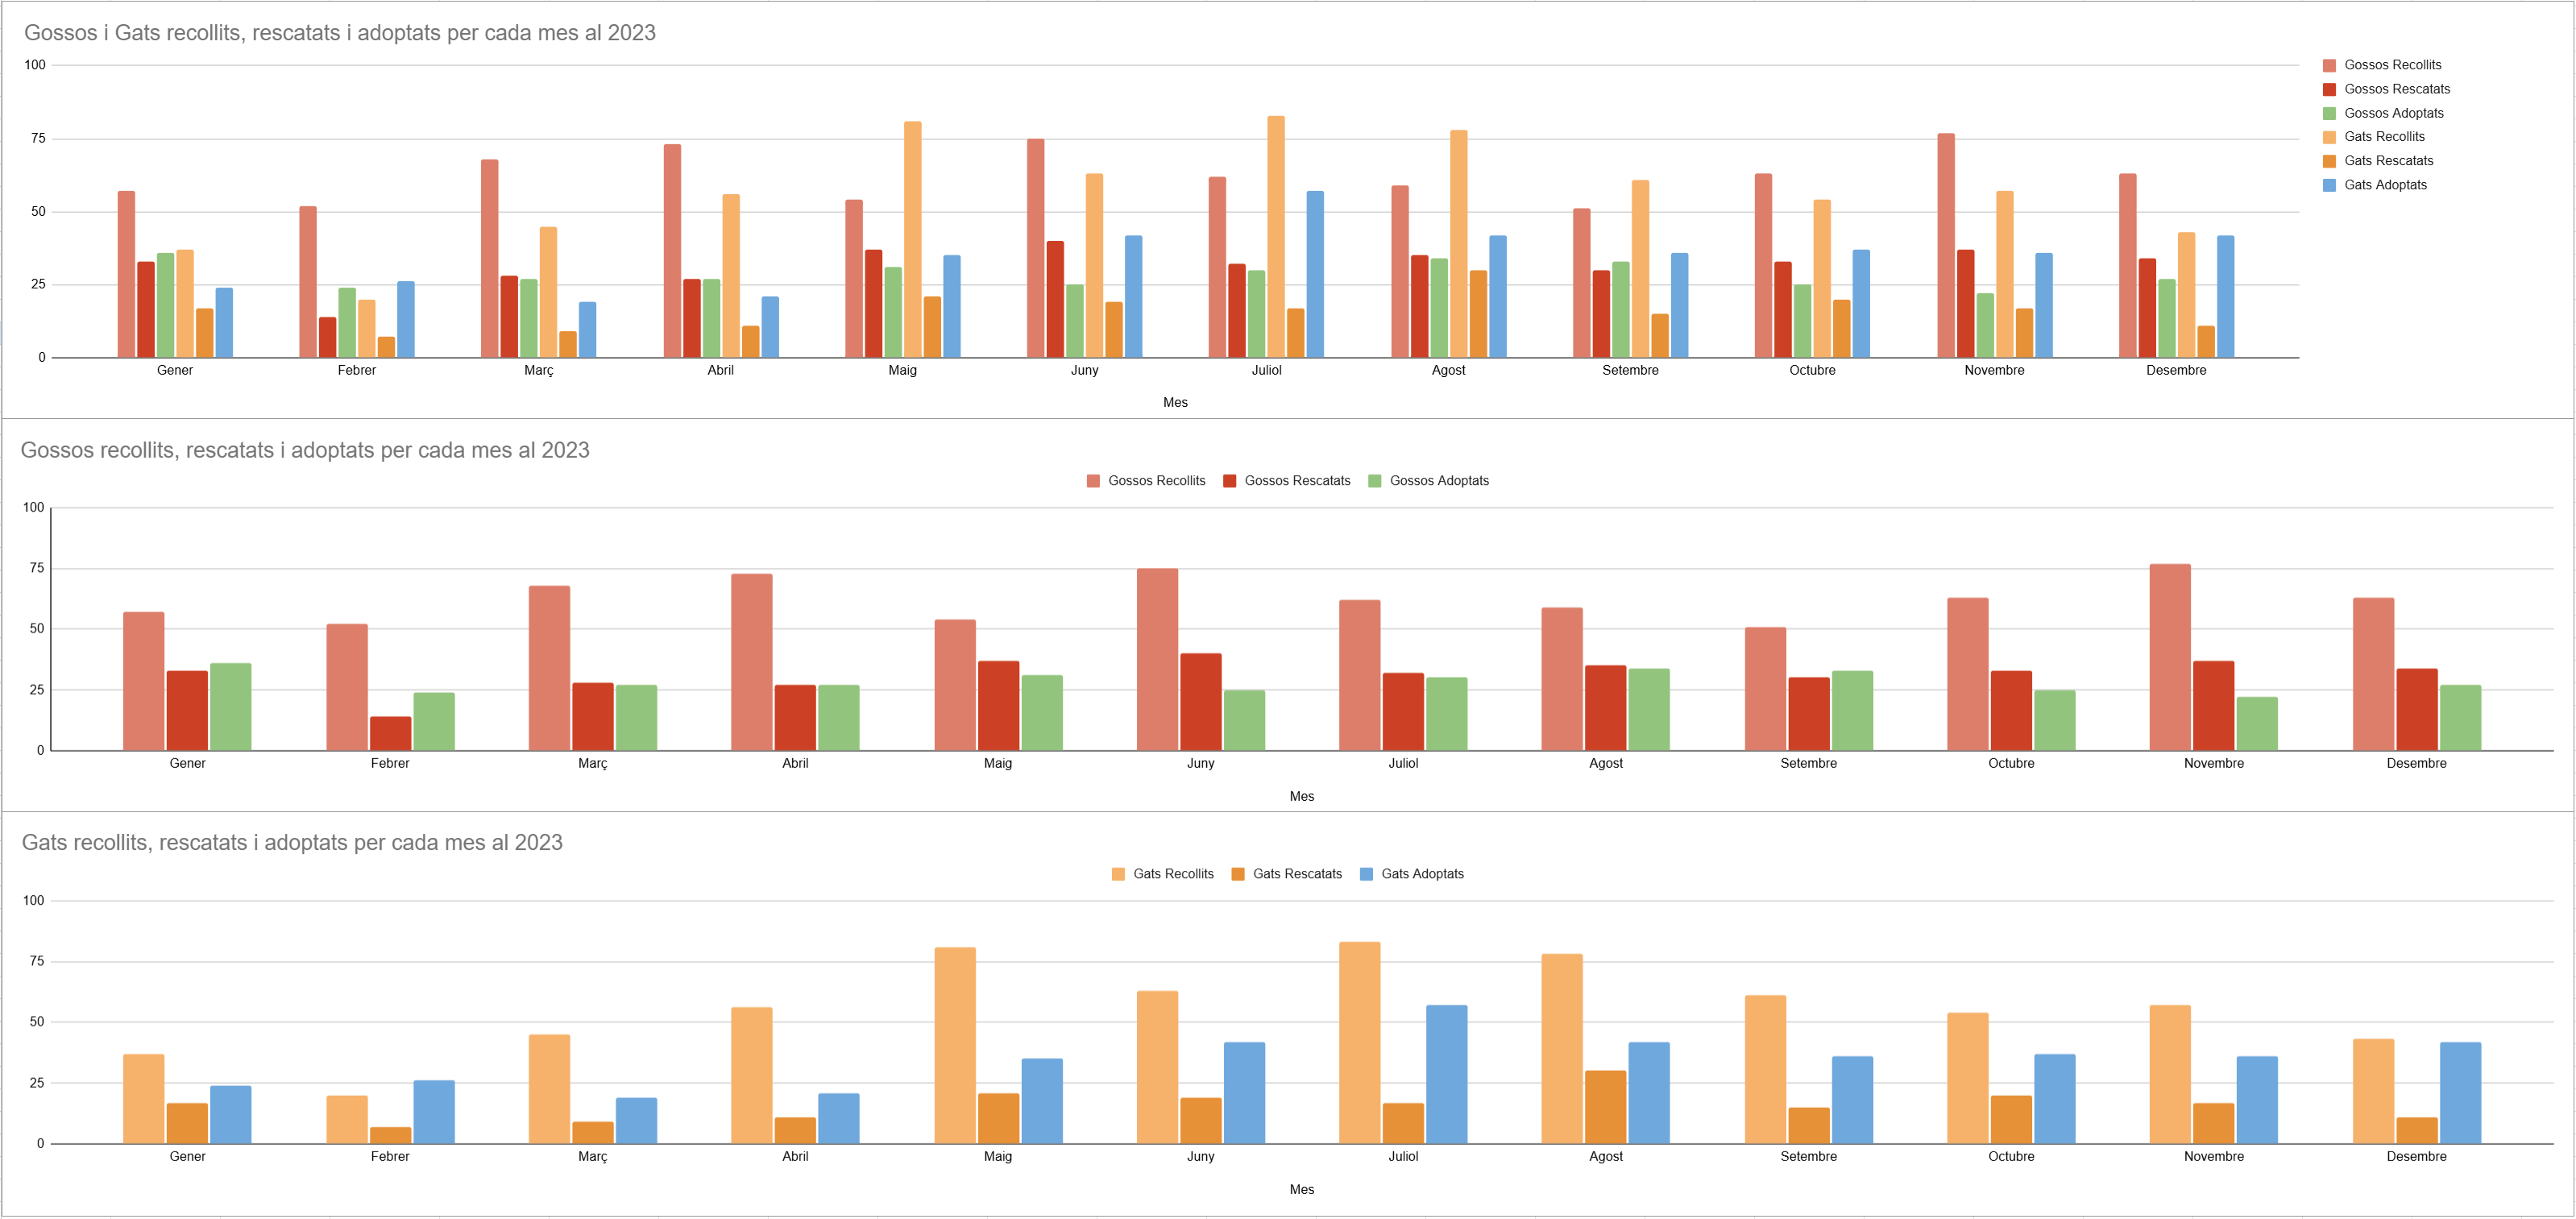 Gossos i Gats recollits, rescatats i adoptats per cada mes al 2023
100
75
50
25
0
Gossos Recollits
Gossos Rescatats
Gossos Adoptats
Gats Recollits
Gats Rescatats
Gats Adoptats
Gener Febrer Març Abril Maig Juny Juliol Agost Setembre Octubre Novembre Desembre
Mes
Gossos recollits, rescatats i adoptats per cada mes al 2023
Gossos Recollits Gossos Rescatats Gossos Adoptats
100
75
50
25
0
Gener Febrer Març Abril Maig Juny Juliol Agost Setembre Octubre Novembre Desembre
Mes
Gats recollits, rescatats i adoptats per cada mes al 2023
Gats Recollits Gats Rescatats Gats Adoptats
100
75
50
25
0
Gener Febrer Març Abril Maig Juny Juliol Agost Setembre Octubre Novembre Desembre
Mes